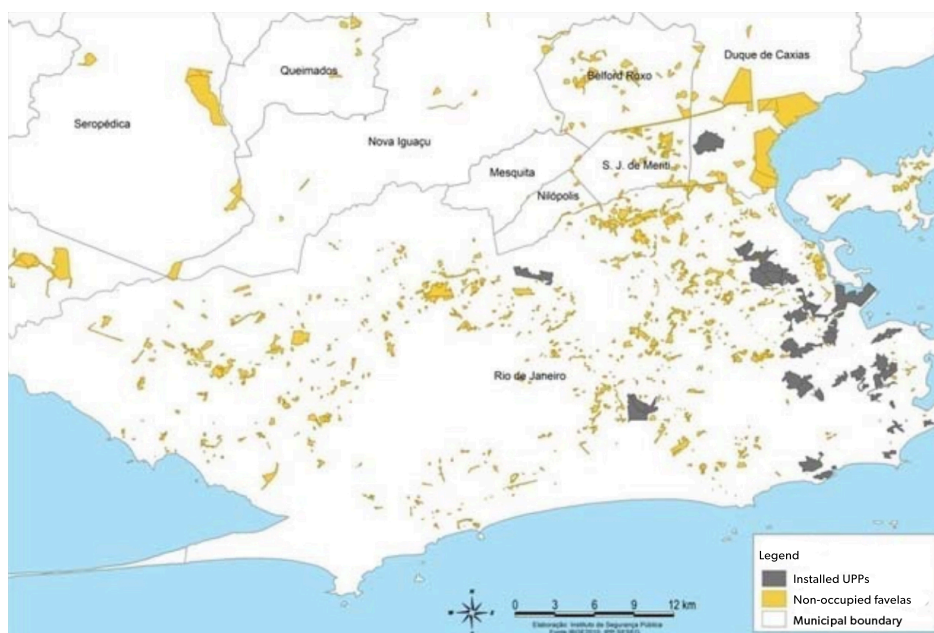 Duque de Caxias
Queimados
Belford Roxo
Seropédica
Nova Iguaçu
S. J. de Meriti
Mesquita
Nilópolis
Rio de Janeiro
Legend
Installed UPPs
Non-occupied favelas
Municipal boundary
0 3 6 9 12 km
Elaboração: Instituto de Segurança Pública